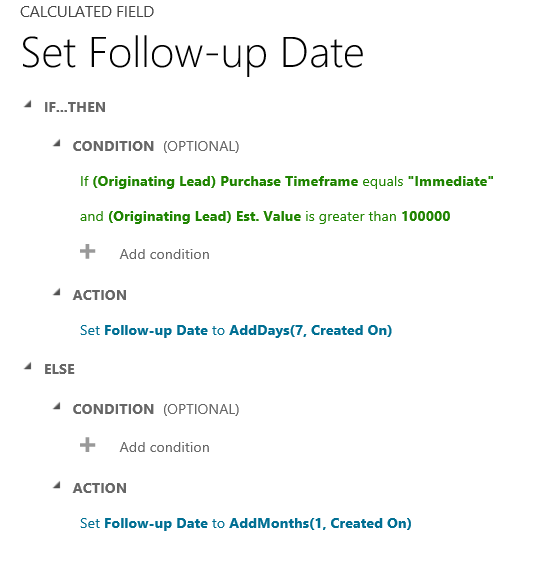 CALCULATED FIELD
Set Follow-up Date
IF...THEN
CONDITION (OPTIONAL)
If (Originating Lead) Purchase Timeframe equals "Immediate"
and (Originating Lead) Est. Value is greater than 100000
Add condition
ACTION
Set Follow-up Date to AddDays(7, Created On)
ELSE
CONDITION (OPTIONAL)
Add condition
ACTION
Set Follow-up Date to AddMonths(1, Created On)